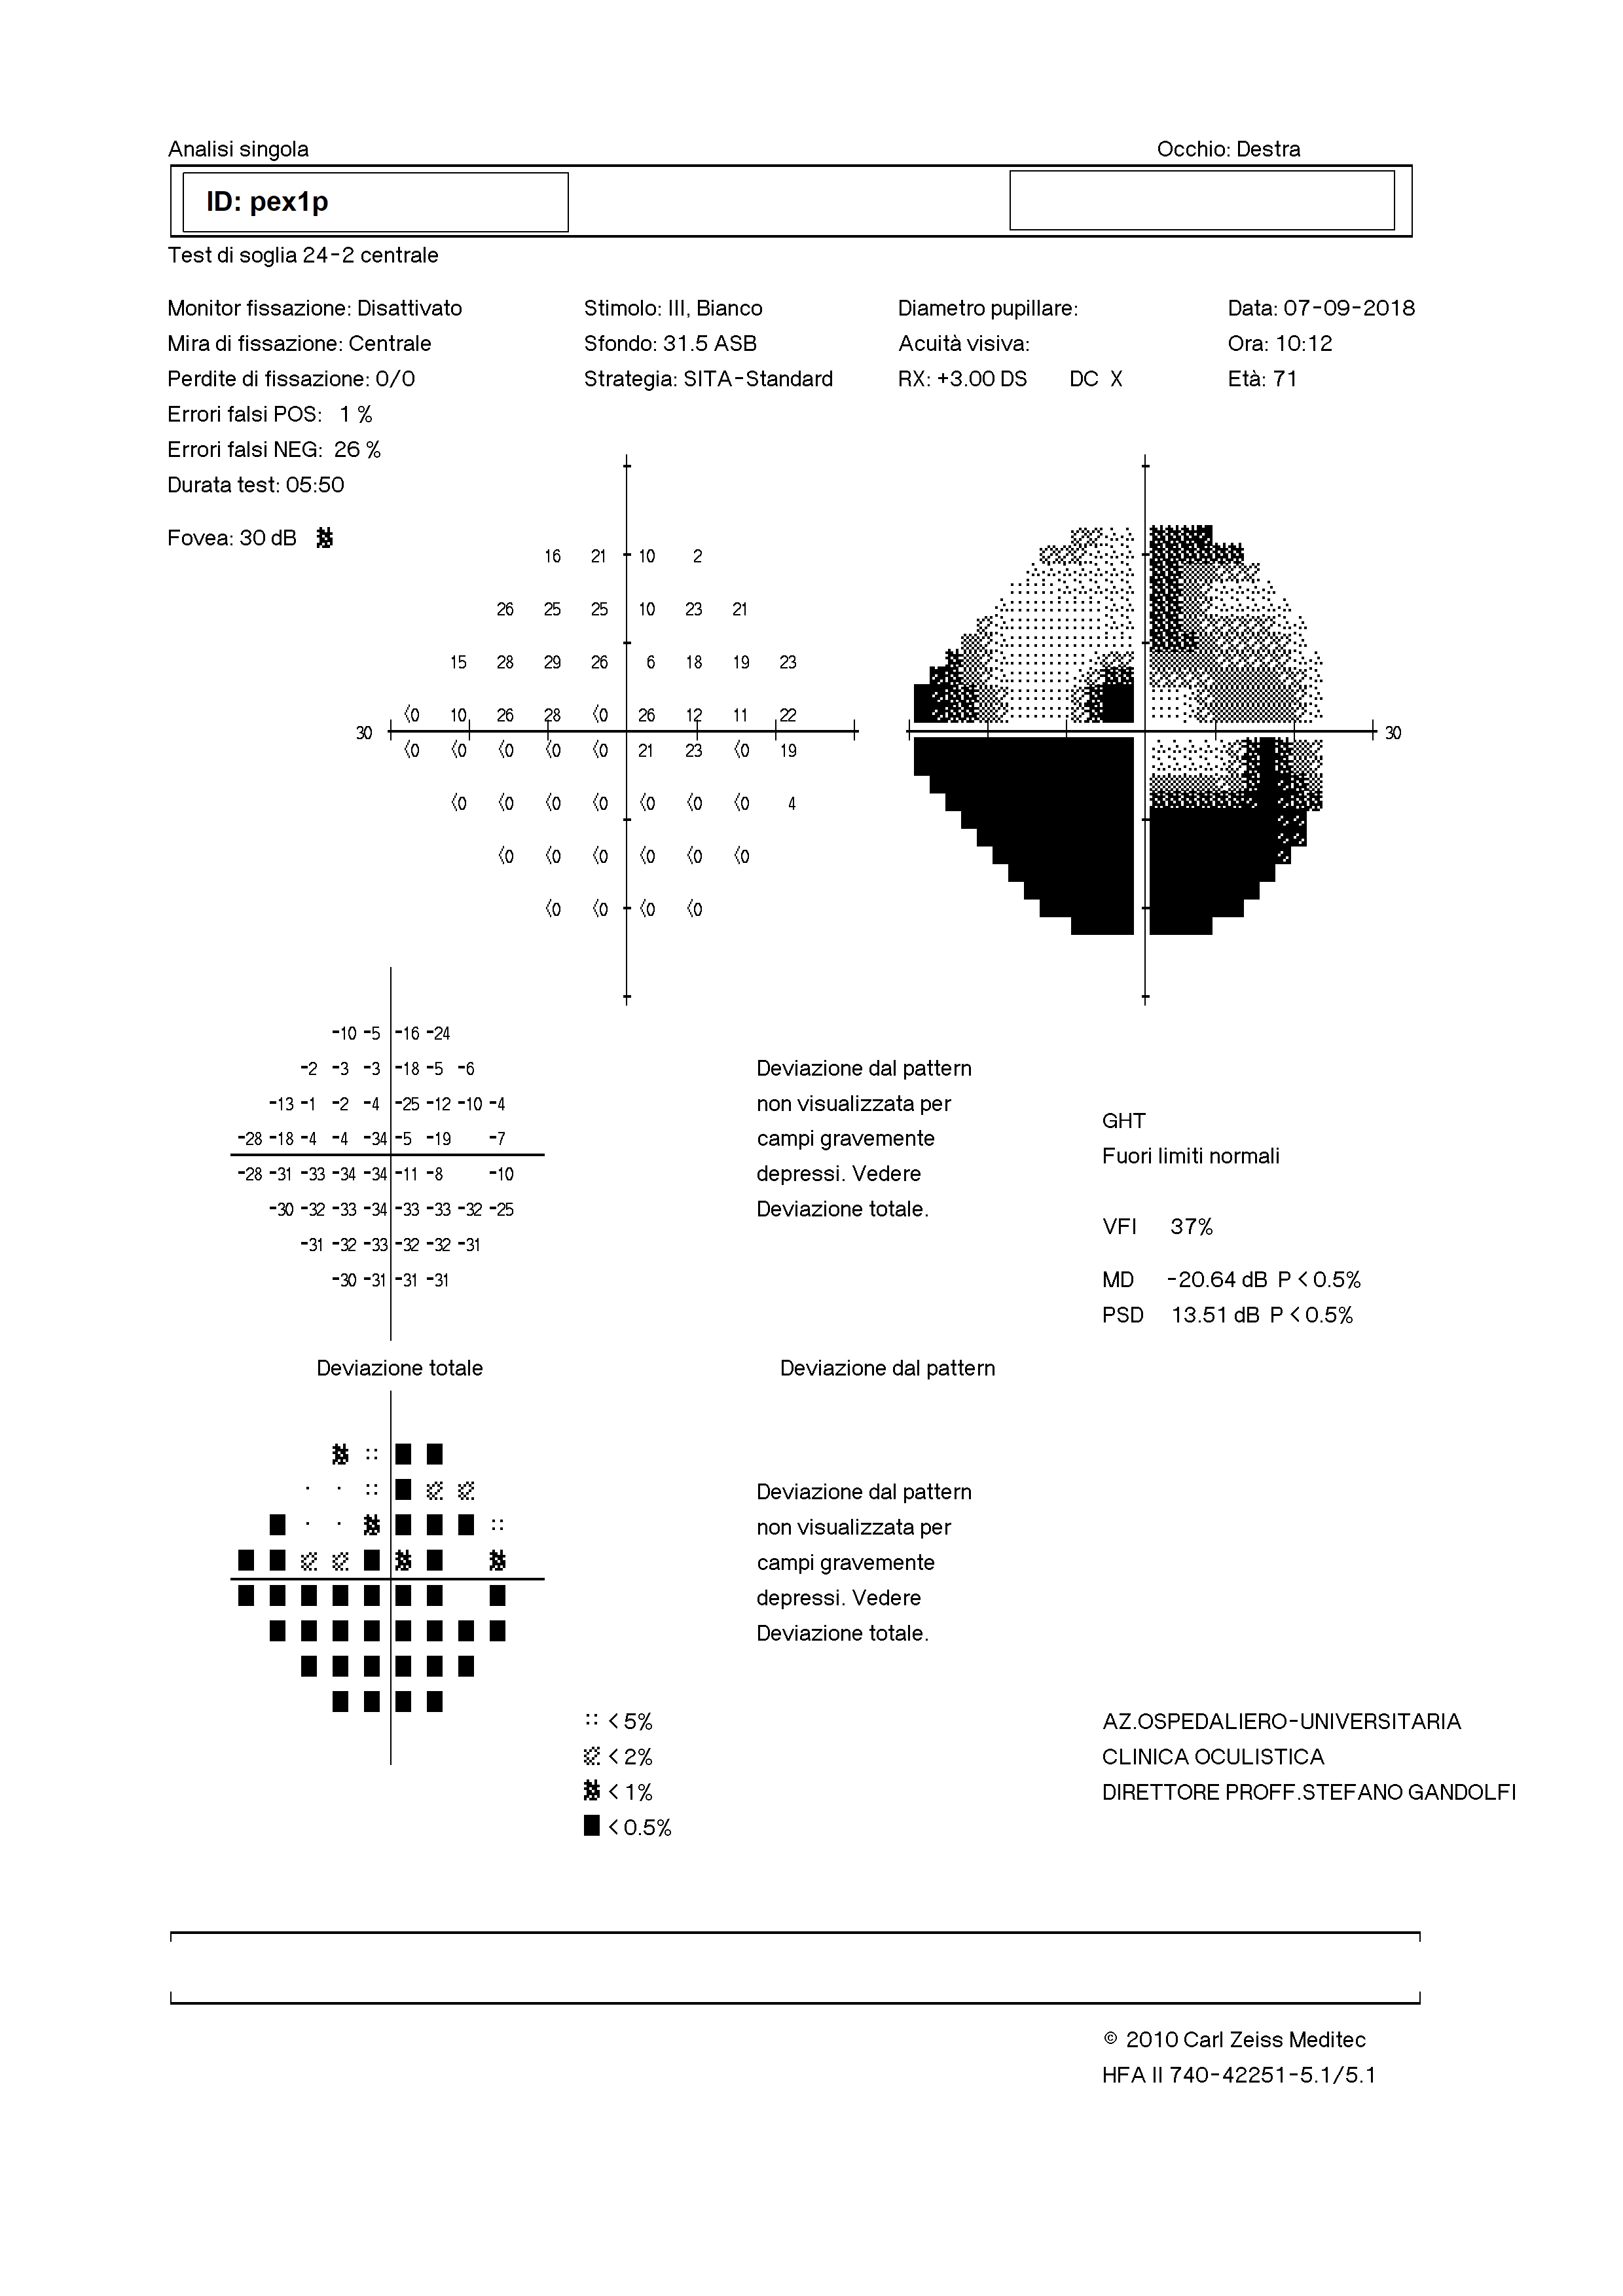 Analisi singola
Occhio: Destra
ID: pex1p
Test di soglia 24-2 centrale
Monitor fissazione: Disattivato
Mira di fissazione: Centrale
Perdite di fissazione: 0/0
Errori falsi POS: 1 %
Errori falsi NEG: 26 %
Durata test: 05:50
Fovea: 30 dB
Stimolo: III, Bianco
Sfondo: 31.5 ASB
Strategia: SITA-Standard
Diametro pupillare:
Acuità visiva:
RX: +3.00 DS DC X
Data: 07-09-2018
Ora: 10:12
Età: 71
16 21 10 2
26 25 25 10 23 21
15 28 29 26 6 18 19 23
<0 10 26 28 <0 26 12 11 22
30
30
<0 <0 <0 <0 <0 21 23 <0 19
<0 <0 <0 <0 <0 <0 <0 4
<0 <0 <0 <0 <0 <0
<0 <0 <0 <0
-10 -5 -16 -24
-2 -3 -3 -18 -5 -6
-13 -1 -2 -4 -25 -12 -10 -4
-28 -18 -4 -4 -34 -5 -19 -7
-28 -31 -33 -34 -34 -11 -8 -10
-30 -32 -33 -34 -33 -33 -32 -25
-31 -32 -33 -32 -32 -31
-30 -31 -31 -31
Deviazione totale
Deviazione dal pattern
non visualizzata per
campi gravemente
depressi. Vedere
Deviazione totale.
Deviazione dal pattern
GHT
Fuori limiti normali
VFI 37%
MD -20.64 dB P < 0.5%
PSD 13.51 dB P < 0.5%
Deviazione dal pattern
non visualizzata per
campi gravemente
depressi. Vedere
Deviazione totale.
:: < 5%
< 2%
< 1%
< 0.5%
AZ.OSPEDALIERO-UNIVERSITARIA
CLINICA OCULISTICA
DIRETTORE PROFF.STEFANO GANDOLFI
© 2010 Carl Zeiss Meditec
HFA II 740-42251-5.1/5.1